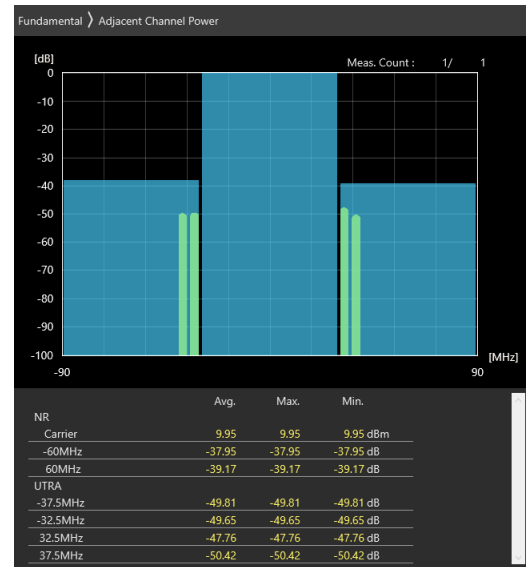 Fundamental 〉 Adjacent Channel Power
[dB]
Meas. Count : 1/ 1
0
-10
-20
-30
-40
-50
-60
-70
-80
-90
-100
[MHz]
-90 90
Avg. Max. Min.
NR
Carrier 9.95 9.95 9.95 dBm
-60MHz -37.95 -37.95 -37.95 dB
60MHz -39.17 -39.17 -39.17 dB
UTRA
-37.5MHz -49.81 -49.81 -49.81 dB
-32.5MHz -49.65 -49.65 -49.65 dB
32.5MHz -47.76 -47.76 -47.76 dB
37.5MHz -50.42 -50.42 -50.42 dB